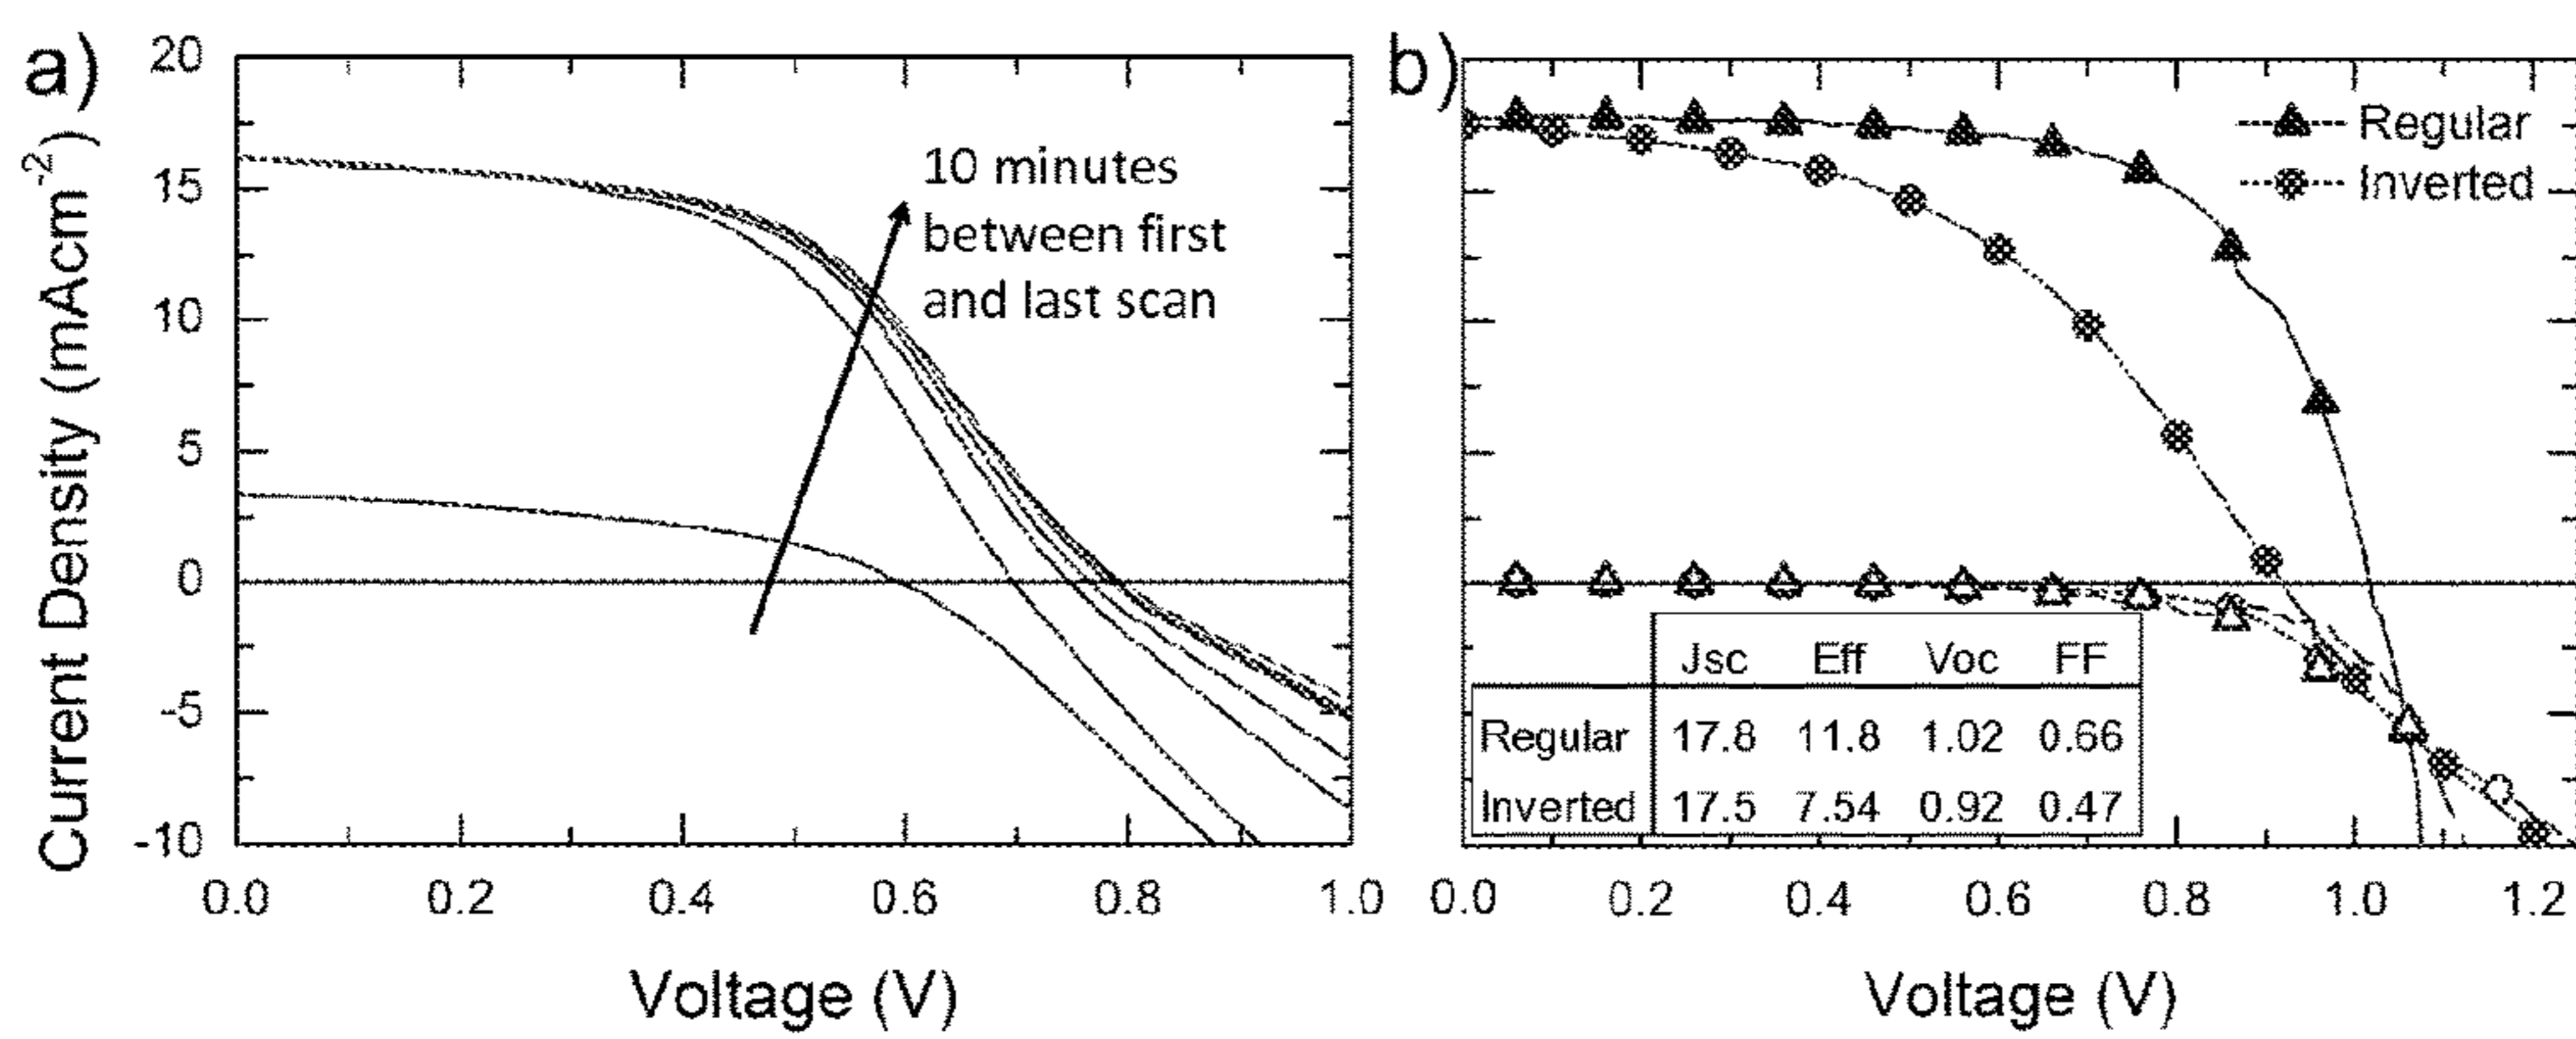 a)
Current Density (mAcm-2)
20
15
10
5
0
-5
-10
10 minutes
between first
and last scan
0.0 0.2 0.4 0.6 0.8 1.0
Voltage (V)
b)
Regular
Inverted
Jsc Eff Voc FF
Regular 17.8 11.8 1.02 0.66
Inverted 17.5 7.54 0.92 0.47
0.0 0.2 0.4 0.6 0.8 1.0 1.2
Voltage (V)